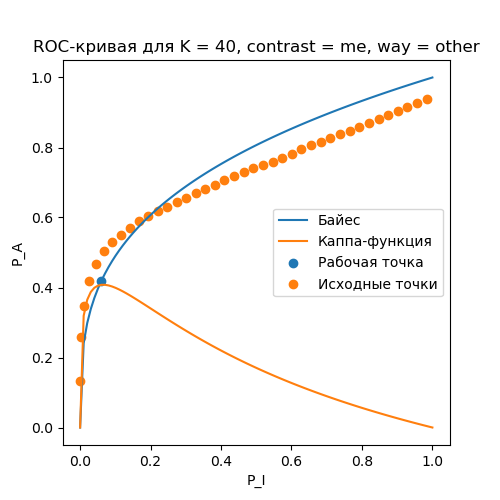 ROC-кривая для K = 40, contrast = me, way = other
1.0
0.8
0.6
0.4
0.2
0.0
P_A
Байес
Каппа-функция
Рабочая точка
Исходные точки
0.0 0.2 0.4 0.6 0.8 1.0
P_I